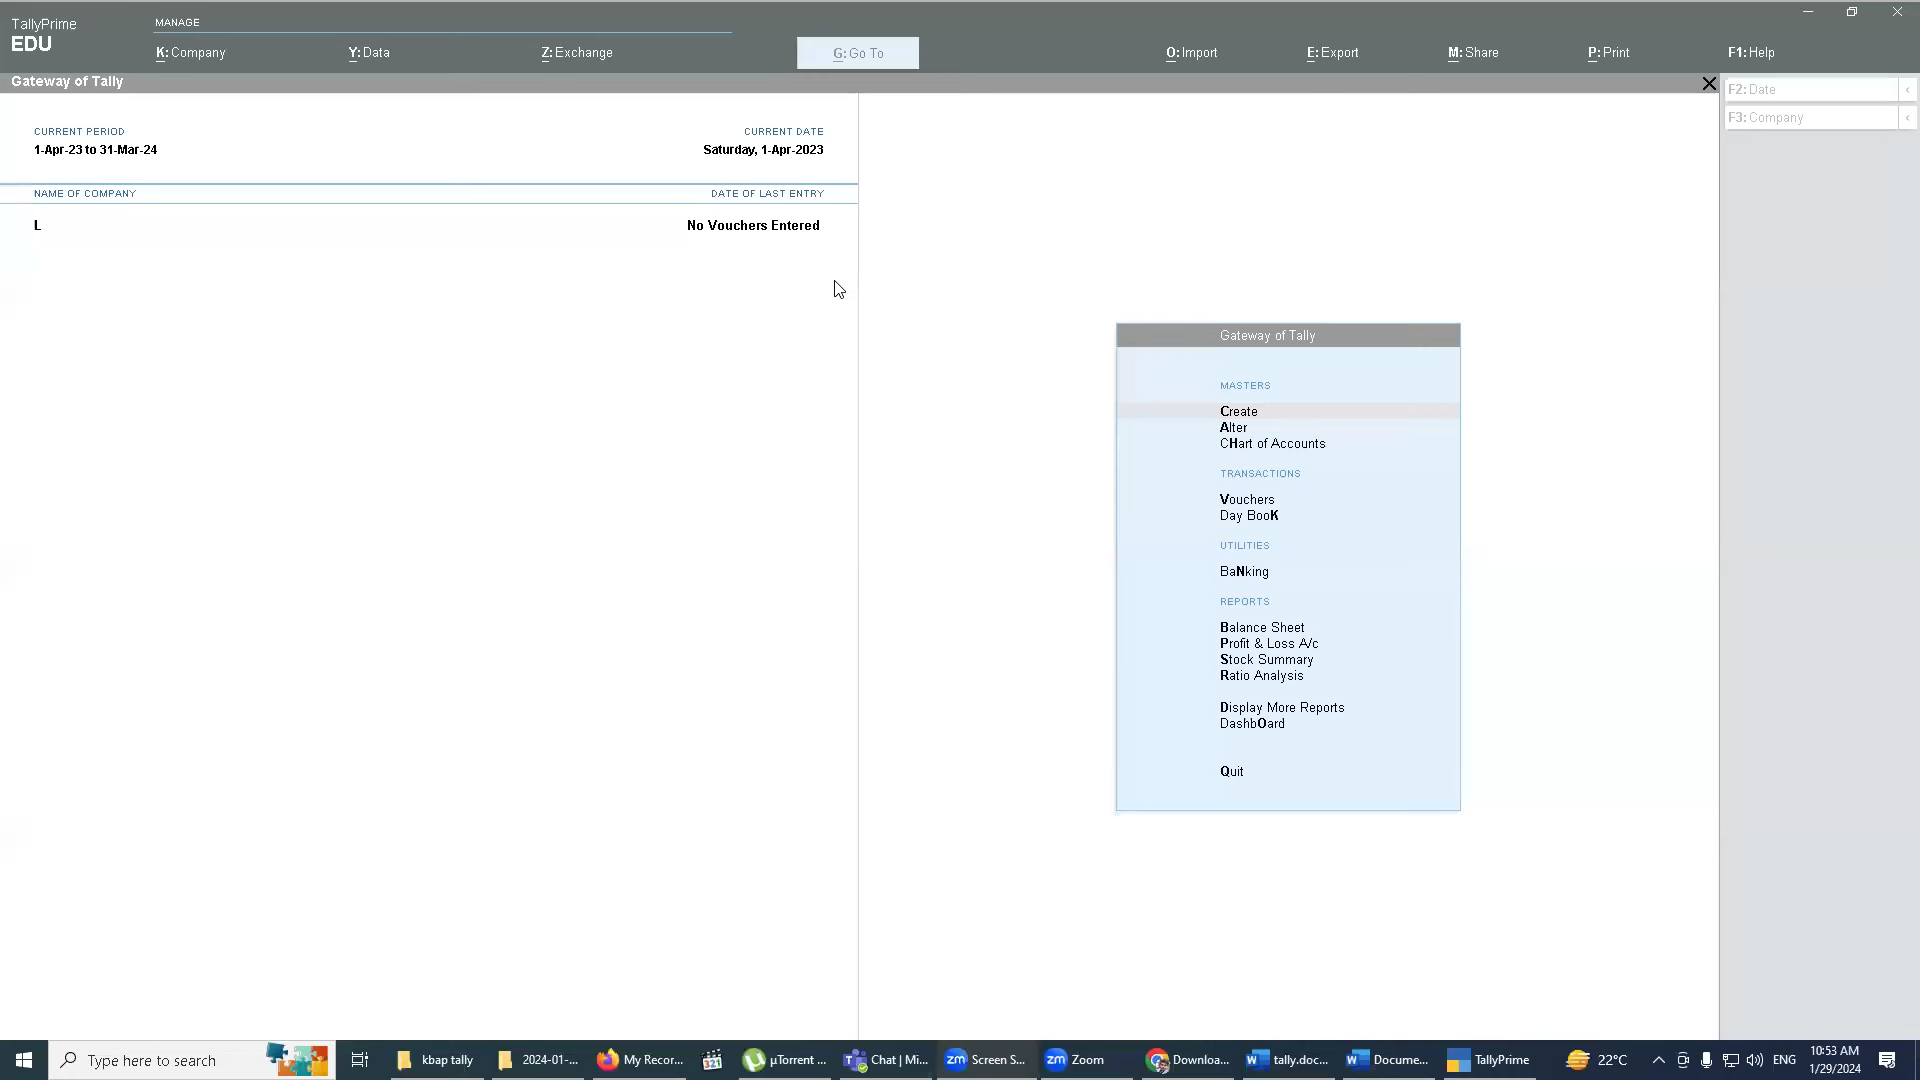 TallyPrime
EDU
MANAGE
K: Company
Y: Data
Z: Exchange
G: Go To
O: Import
E: Export
M: Share
P: Print
F1: Help
Gateway of Tally
F2: Date
F3: Company
CURRENT PERIOD
CURRENT DATE
1-Apr-23 to 31-Mar-24
Saturday, 1-Apr-2023
NAME OF COMPANY
DATE OF LAST ENTRY
L
No Vouchers Entered
Gateway of Tally
MASTERS
Create
Alter
CHart of Accounts
TRANSACTIONS
Vouchers
Day BooK
UTILITIES
BaNking
REPORTS
Balance Sheet
Profit & Loss A/c
Stock Summary
Ratio Analysis
Display More Reports
DashbOard
Quit
Type here to search
kbap tally
2024-01-...
My Recor...
µTorrent ...
Chat | Mi...
zm
Screen S...
zm
Zoom
Downloa...
tally.doc...
Docume...
TallyPrime
22°C
ENG
10:53 AM
1/29/2024